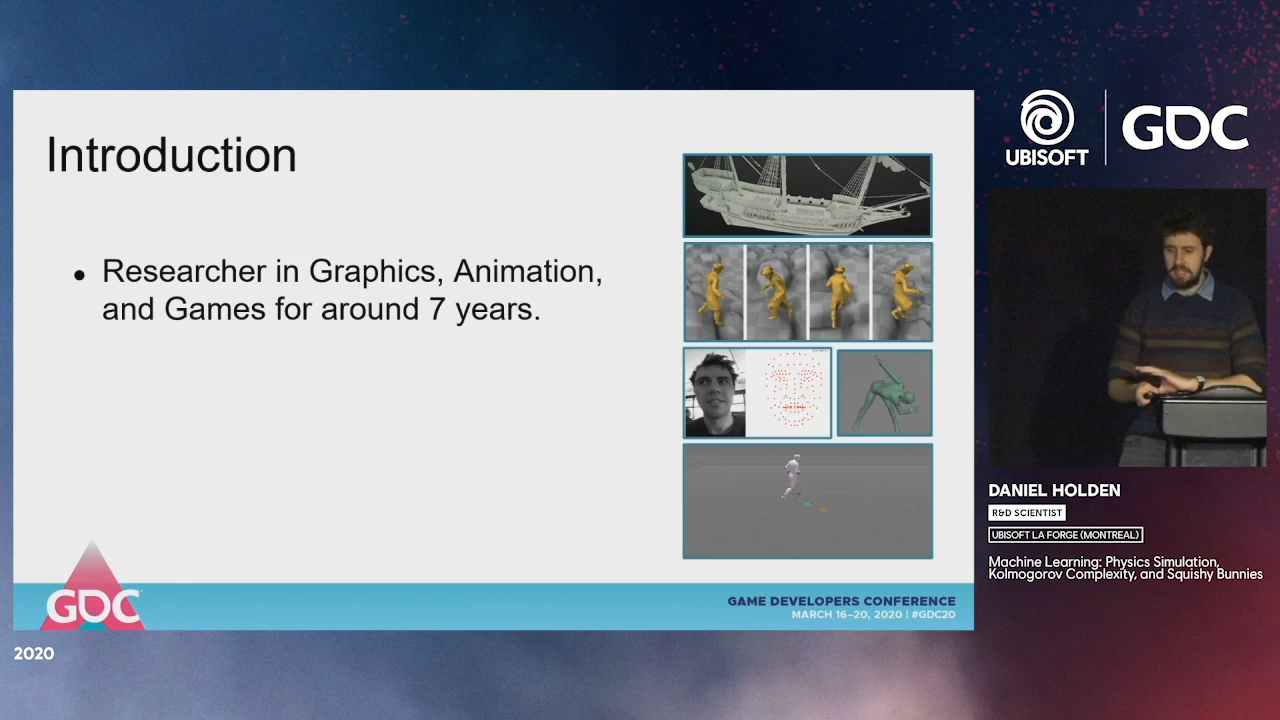 Introduction
● Researcher in Graphics, Animation,
and Games for around 7 years.
GDC
GAME DEVELOPERS CONFERENCE
MARCH 16–20, 2020 | #GDC20
2020
UBISOFT
GDC
DANIEL HOLDEN
R&D SCIENTIST
UBISOFT LA FORGE (MONTREAL)
Machine Learning: Physics Simulation,
Kolmogorov Complexity, and Squishy Bunnies